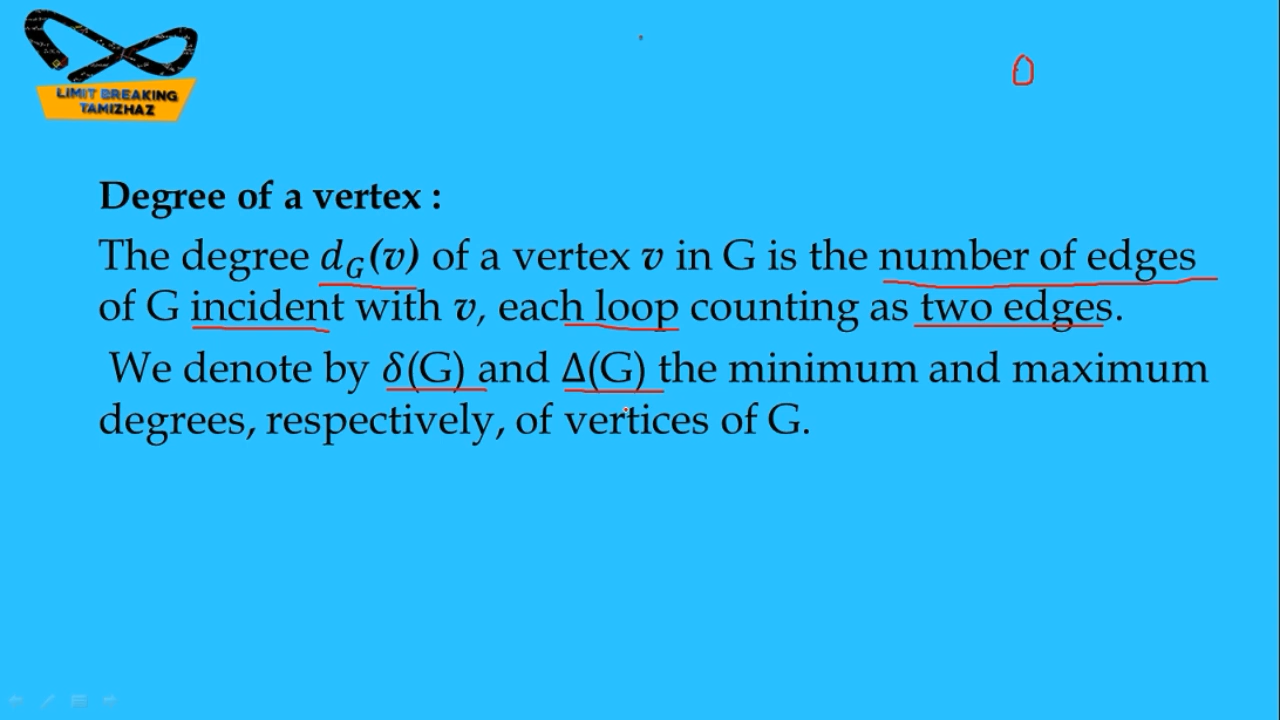 LIMIT BREAKING
TAMIZHAZ
Degree of a vertex :
The degree d_G(v) of a vertex v in G is the number of edges
of G incident with v, each loop counting as two edges.
We denote by δ(G) and Δ(G) the minimum and maximum
degrees, respectively, of vertices of G.